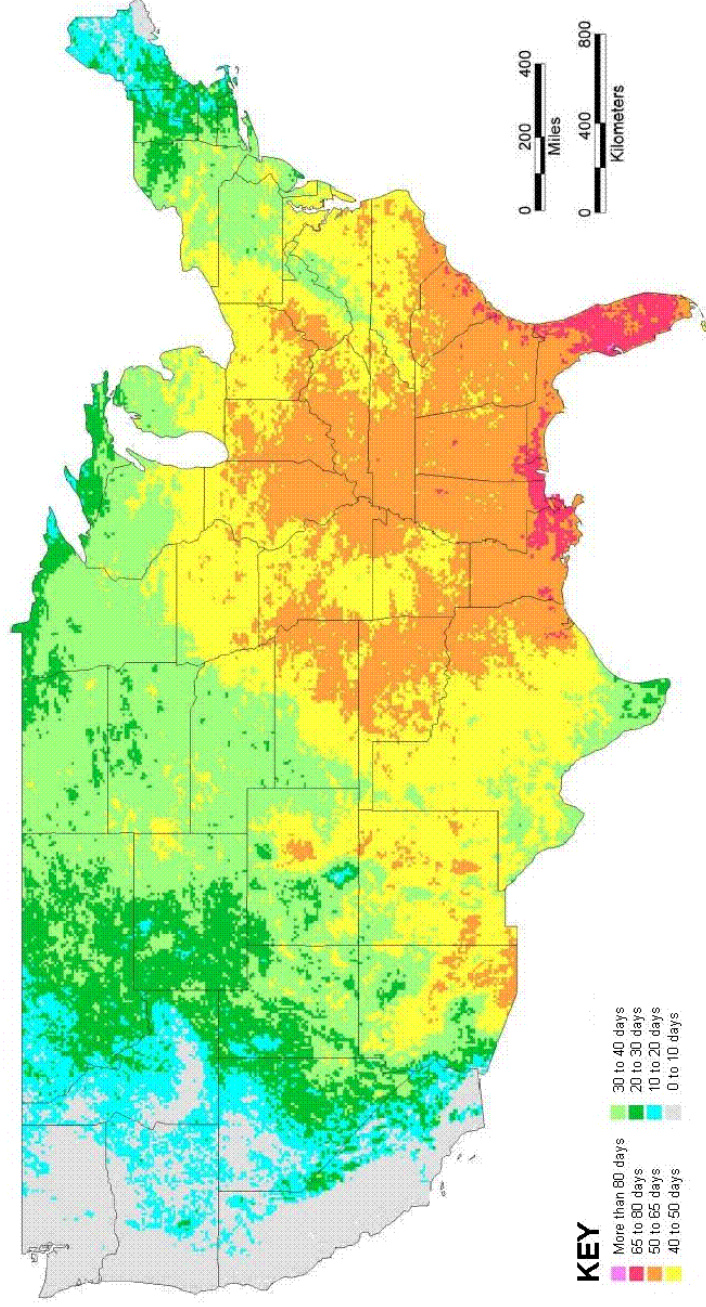 0 200 400
Miles
0 400 800
Kilometers
KEY
More than 80 days
65 to 80 days
50 to 65 days
40 to 50 days
30 to 40 days
20 to 30 days
10 to 20 days
0 to 10 days